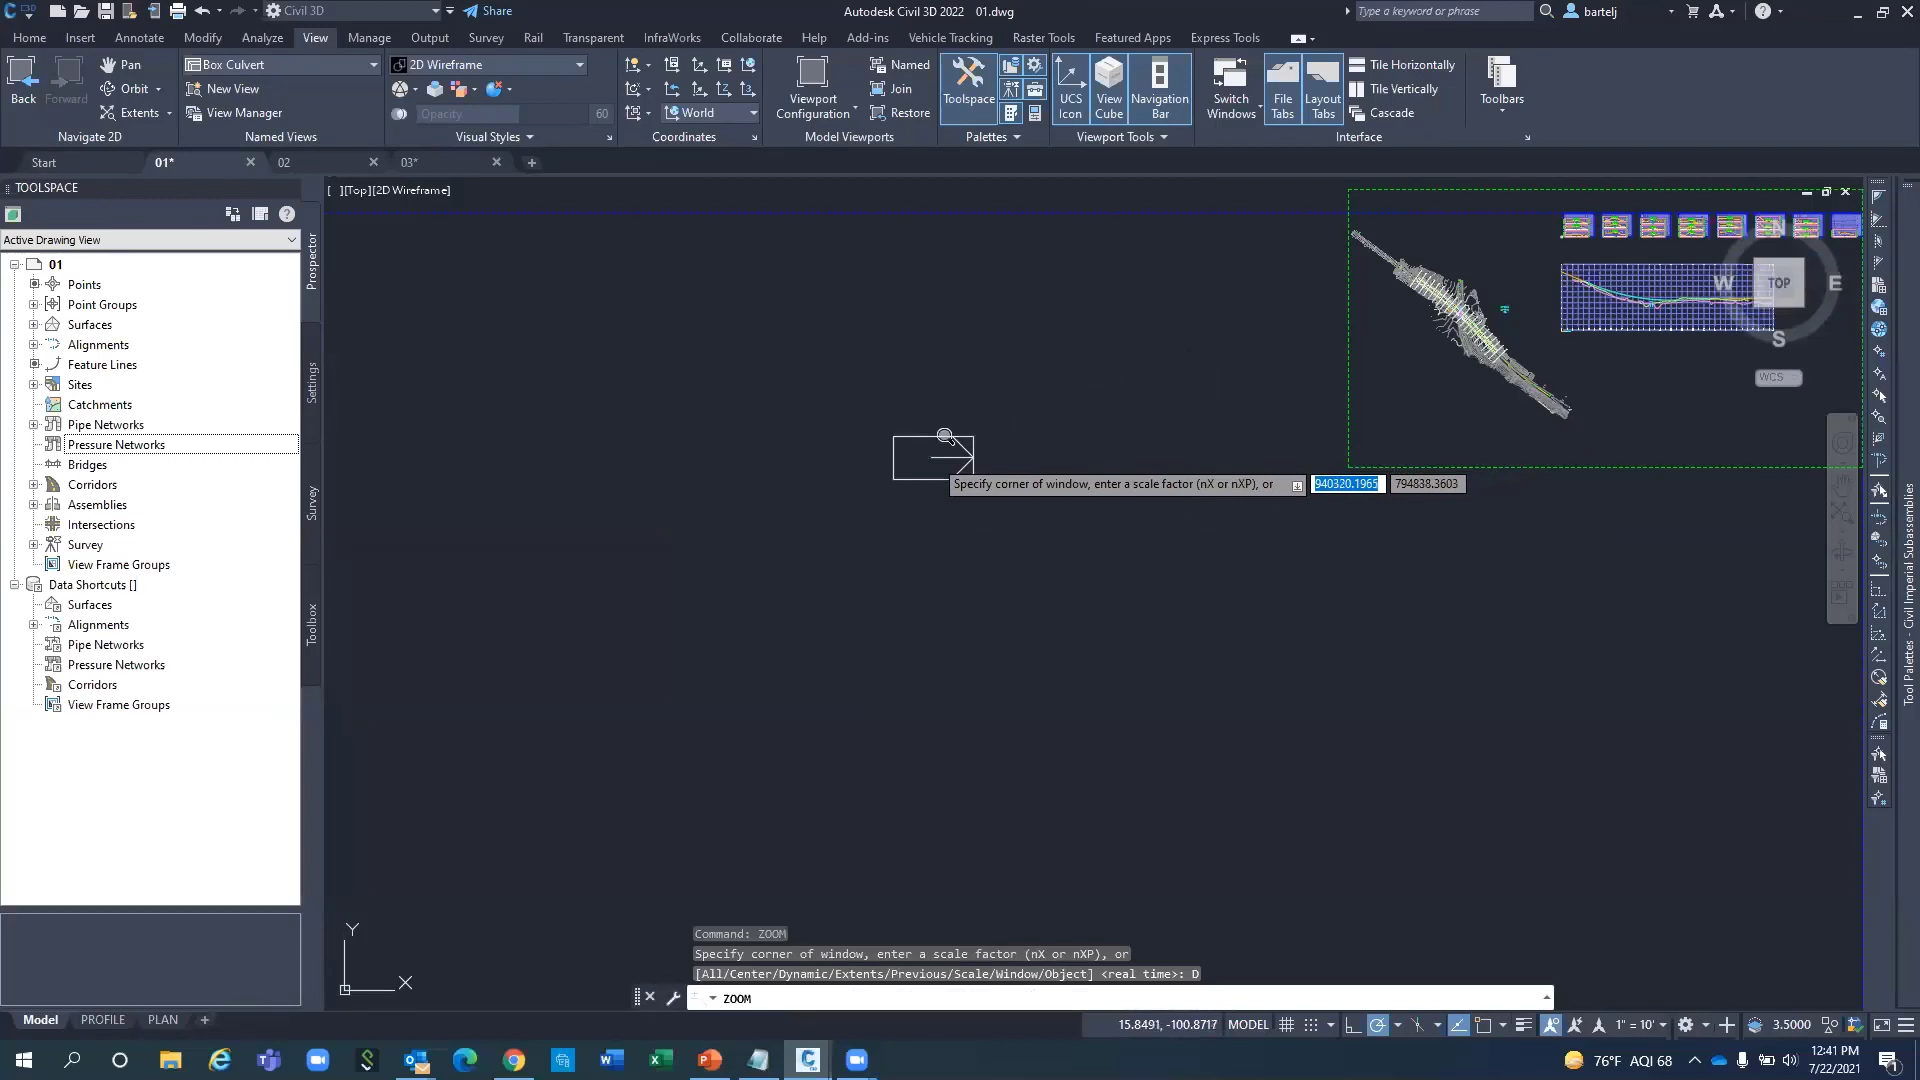 Civil 3D
Share
Autodesk Civil 3D 2022 01.dwg
Type a keyword or phrase
bartelj
Home Insert Annotate Modify Analyze View Manage Output Survey Rail Transparent InfraWorks Collaborate Help Add-ins Vehicle Tracking Raster Tools Featured Apps Express Tools
Back
Forward
Pan
Orbit
Extents
Navigate 2D
Box Culvert
New View
View Manager
Named Views
2D Wireframe
Opacity 60
Visual Styles
World
Coordinates
Viewport Configuration
Named
Join
Restore
Model Viewports
Toolspace
Palettes
UCS Icon
View Cube
Navigation Bar
Viewport Tools
Switch Windows
File Tabs
Layout Tabs
Tile Horizontally
Tile Vertically
Cascade
Interface
Toolbars
Start 01* 02 03*
TOOLSPACE
Active Drawing View
01
Points
Point Groups
Surfaces
Alignments
Feature Lines
Sites
Catchments
Pipe Networks
Pressure Networks
Bridges
Corridors
Assemblies
Intersections
Survey
View Frame Groups
Data Shortcuts []
Surfaces
Alignments
Pipe Networks
Pressure Networks
Corridors
View Frame Groups
Prospector
Settings
Survey
Toolbox
[ ][Top][2D Wireframe]
N
W TOP E
S
WCS
Specify corner of window, enter a scale factor (nX or nXP), or 940320.1965 794838.3603
Tool Palettes - Civil Imperial Subassemblies
Y
X
Command: ZOOM
Specify corner of window, enter a scale factor (nX or nXP), or
[All/Center/Dynamic/Extents/Previous/Scale/Window/Object] <real time>: D
ZOOM
Model PROFILE PLAN
15.8491, -100.8717 MODEL 1" = 10' 3.5000
76°F AQI 68
12:41 PM
7/22/2021